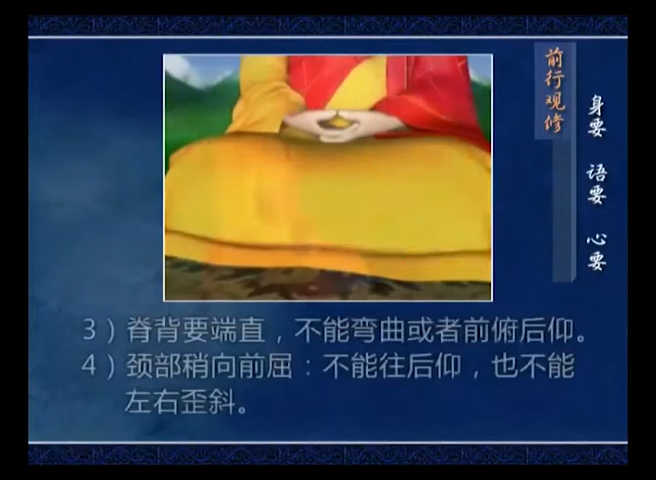 前行观修
身要 语要 心要
3）脊背要端直，不能弯曲或者前俯后仰。
4）颈部稍向前屈：不能往后仰，也不能
左右歪斜。